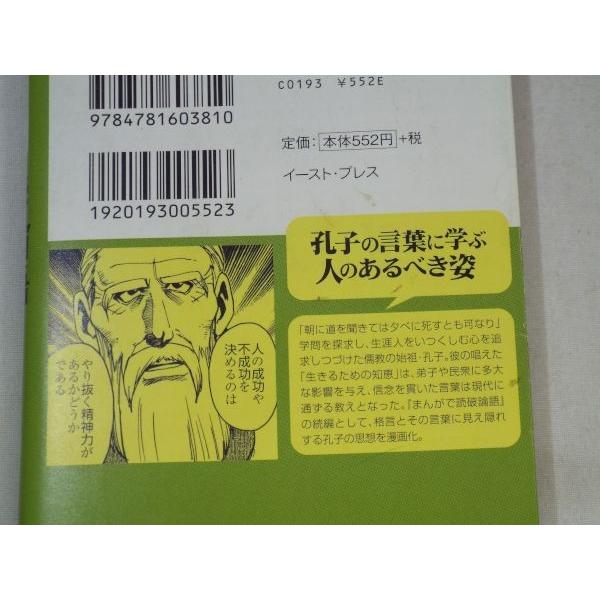 9784781603810
C0193 ¥552E
1920193005523
定価：本体552円+税
イースト・プレス
孔子の言葉に学ぶ
人のあるべき姿
人の成功や
不成功を
決めるのは
やり抜く精神力が
あるかどうか
である
「朝に道を聞きては夕べに死すとも可なり」
学問を探求し、生涯人をいつくしむ心を追
求しつづけた儒教の始祖・孔子。彼の唱えた
「生きるための知恵」は、弟子や民衆に多大
な影響を与え、信念を貫いた言葉は現代に
通ずる教えとなった。『まんがで読破論語』
の続編として、格言とその言葉に見え隠れ
する孔子の思想を漫画化。